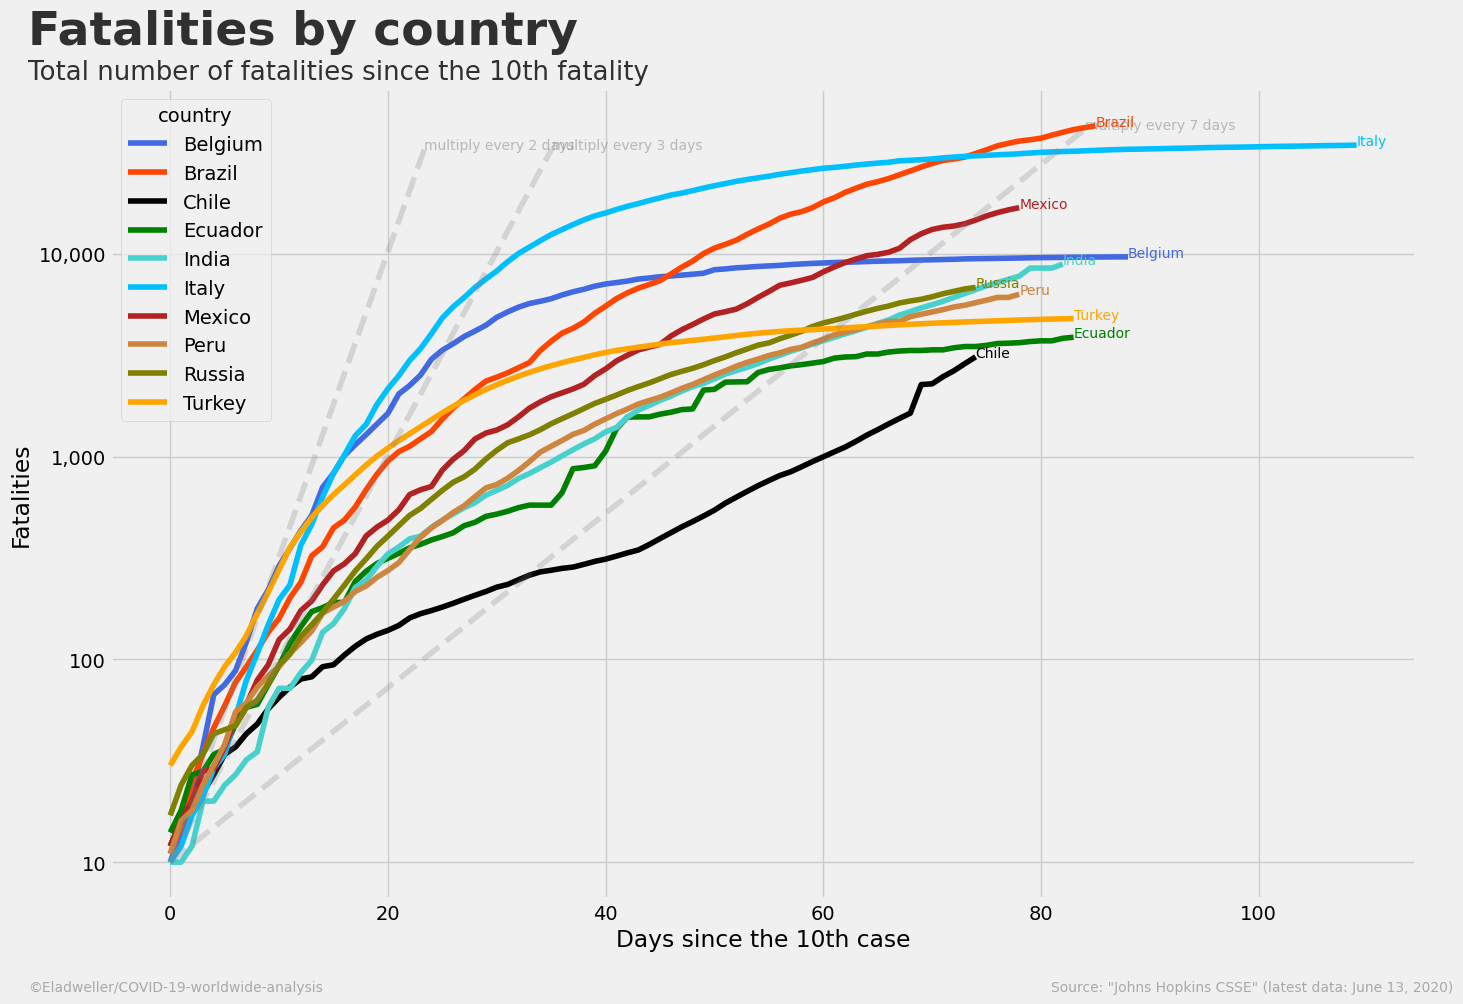 Fatalities by country
Total number of fatalities since the 10th fatality
country
Belgium
Brazil
Chile
Ecuador
India
Italy
Mexico
Peru
Russia
Turkey
multiply every 2 days
multiply every 3 days
multiply every 7 days
Brazil
Italy
Mexico
Belgium
India
Russia
Peru
Turkey
Ecuador
Chile
Fatalities
10,000
1,000
100
10
0 20 40 60 80 100
Days since the 10th case
©Eladweller/COVID-19-worldwide-analysis
Source: "Johns Hopkins CSSE" (latest data: June 13, 2020)